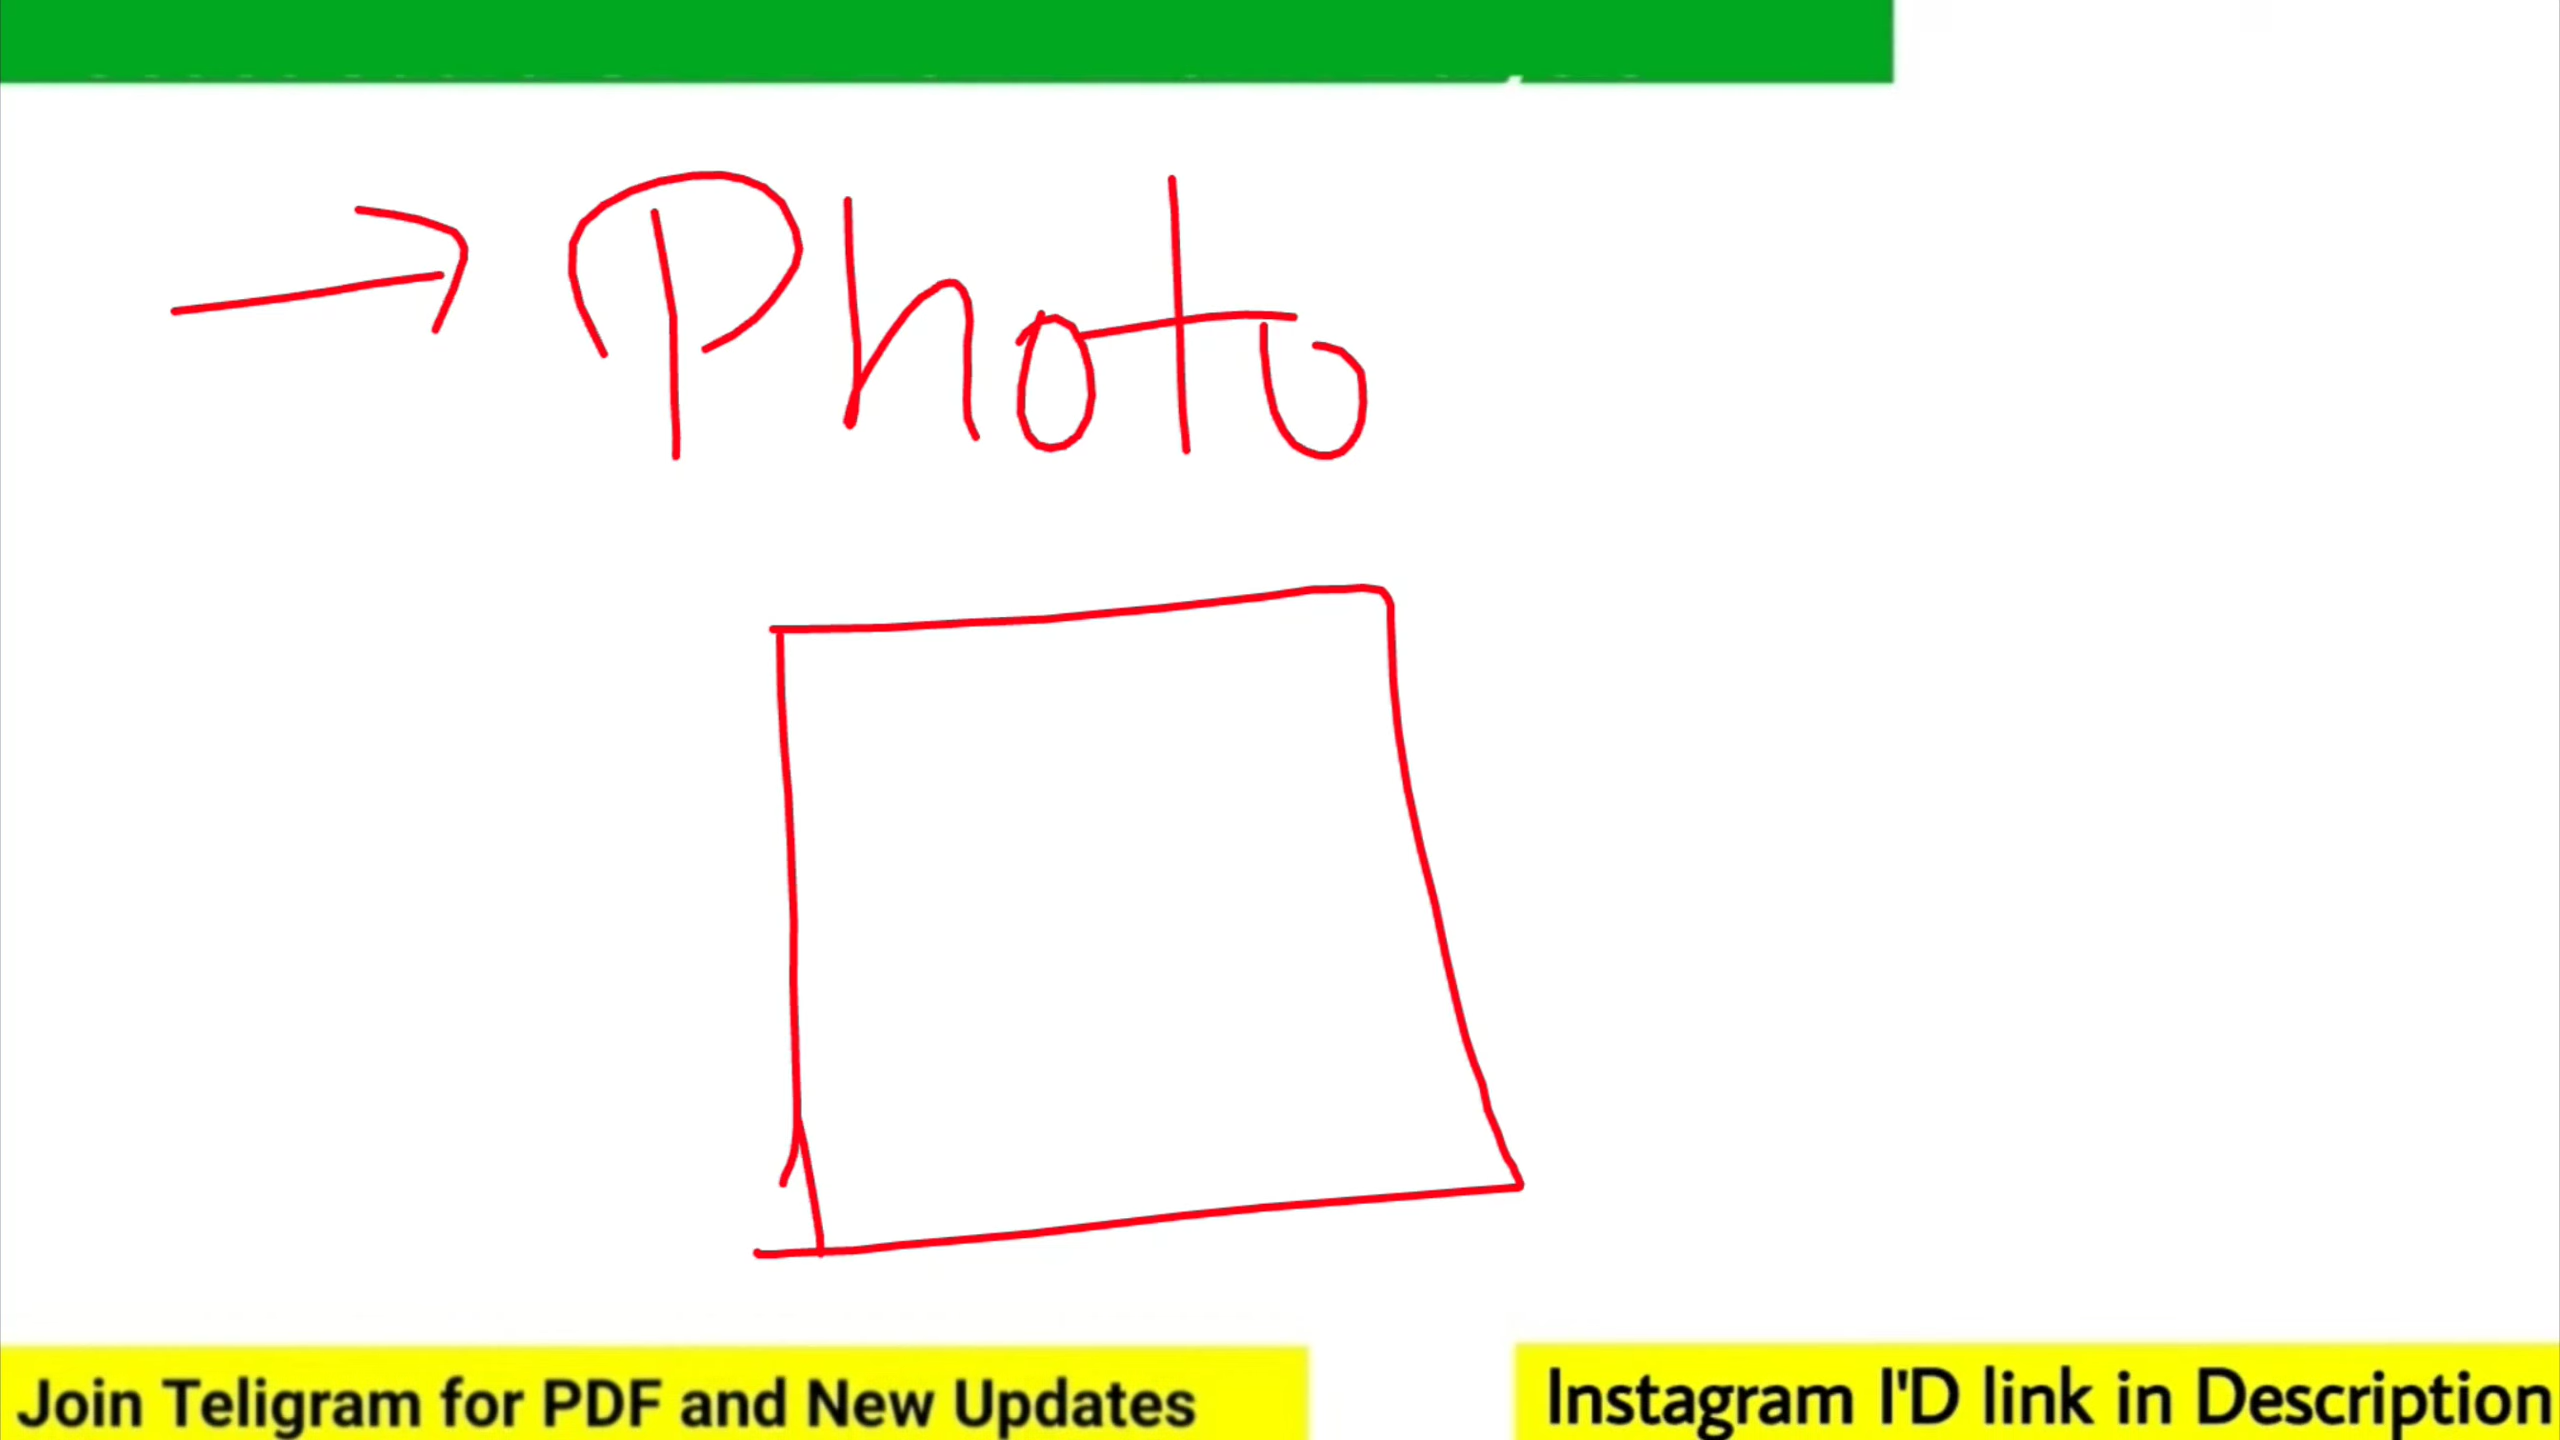 → Photo
Join Teligram for PDF and New Updates
Instagram I'D link in Description